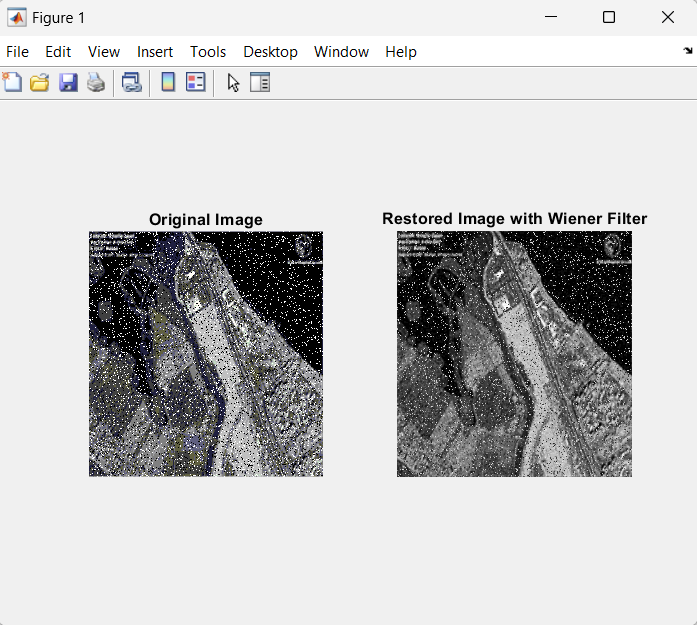 Figure 1
File Edit View Insert Tools Desktop Window Help
Original Image
Restored Image with Wiener Filter